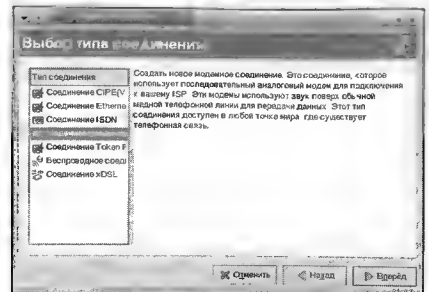 Выбор типа соединения
Тип соединения
Соединение CIPE(V
Соединение Etherne
Соединение ISDN
Соединение Token F
Беспроводное соеди
Соединение xDSL
Создать новое модемное соединение. Это соединение, которое
использует последовательный аналоговый модем для подключения
к вашему ISP Эти модемы используют звук поверх обычной
медной телефонной линии для передачи данных Этот тип
соединения доступен в любой точке мира где существует
телефонная связь.
Отменить
Назад
Вперёд